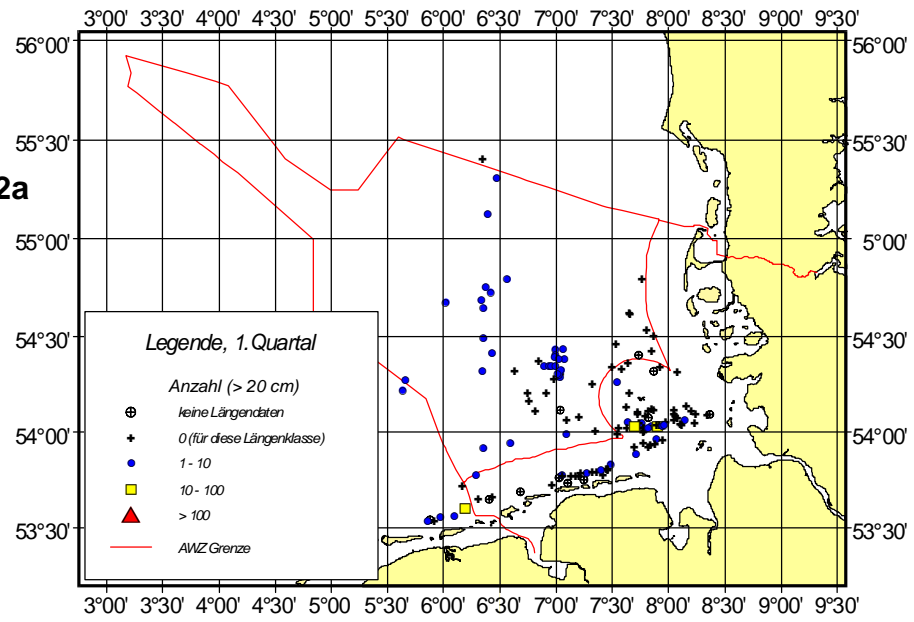 2a
56°00' 56°00'
55°30' 55°30'
55°00' 5°00'
54°30' 54°30'
54°00' 54°00'
53°30' 53°30'
3°00' 3°30' 4°00' 4°30' 5°00' 5°30' 6°00' 6°30' 7°00' 7°30' 8°00' 8°30' 9°00' 9°30'
Legende, 1.Quartal
Anzahl (> 20 cm)
keine Längendaten
0 (für diese Längenklasse)
1 - 10
10 - 100
> 100
AWZ Grenze
3°00' 3°30' 4°00' 4°30' 5°00' 5°30' 6°00' 6°30' 7°00' 7°30' 8°00' 8°30' 9°00' 9°30'